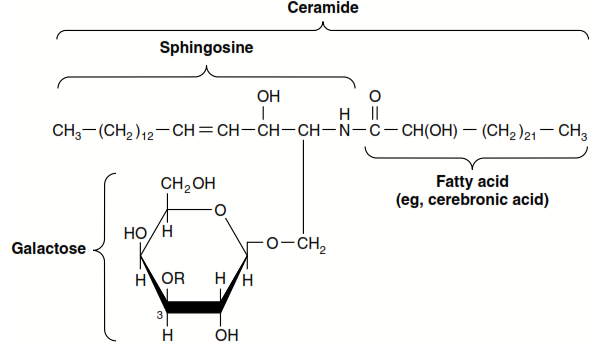 Ceramide
Sphingosine
OH
O
H
CH₃—(CH₂)₁₂—CH=CH—CH—CH—N—C—CH(OH)—(CH₂)₂₁—CH₃
Fatty acid
(eg, cerebronic acid)
CH₂OH
O
HO H
O—CH₂
Galactose
H OR H H
3
H OH